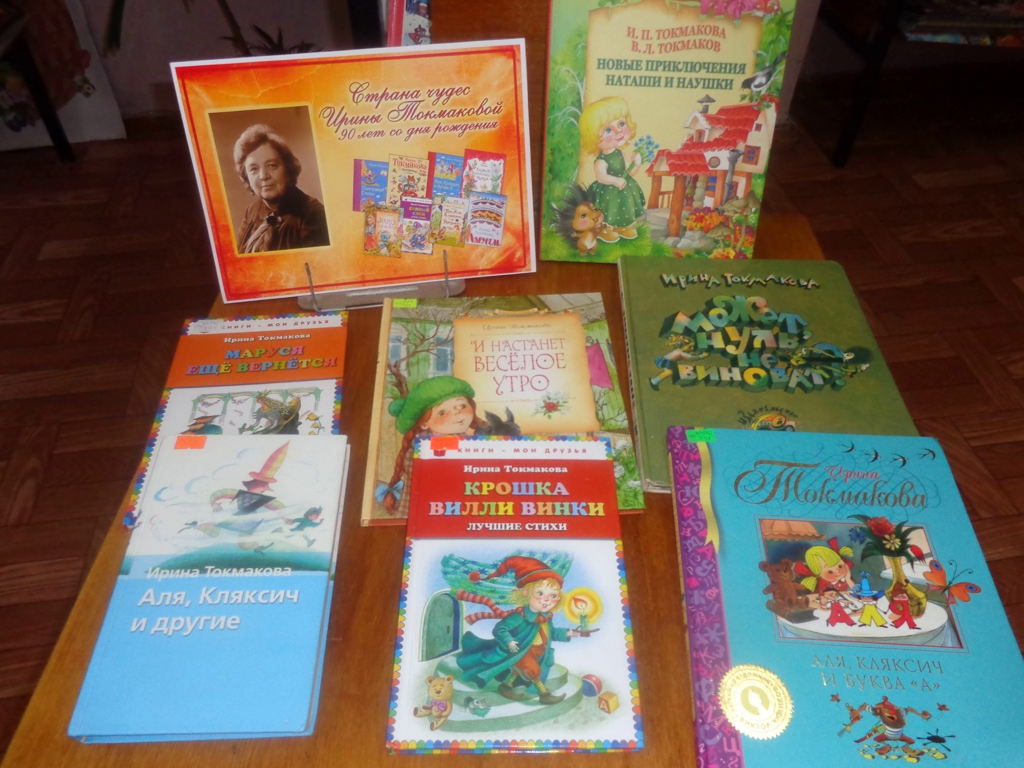 Страна чудес
Ирины Токмаковой
90 лет со дня рождения
И. П. ТОКМАКОВА
В. Л. ТОКМАКОВ
НОВЫЕ ПРИКЛЮЧЕНИЯ
НАТАШИ И НАУШКИ
КНИГИ - МОИ ДРУЗЬЯ
Ирина Токмакова
МАРУСЯ
ЕЩЁ ВЕРНЁТСЯ
Ирина Токмакова
И НАСТАНЕТ
ВЕСЁЛОЕ
УТРО
ИРИНА ТОКМАКОВА
МОЖЕТ,
НУЛЬ НЕ
ВИНОВАТ?
Ирина Токмакова
Аля, Кляксич
и другие
КНИГИ - МОИ ДРУЗЬЯ
Ирина Токмакова
КРОШКА
ВИЛЛИ ВИНКИ
ЛУЧШИЕ СТИХИ
Ирина
Токмакова
АЛЯ
АЛЯ, КЛЯКСИЧ
И БУКВА «А»